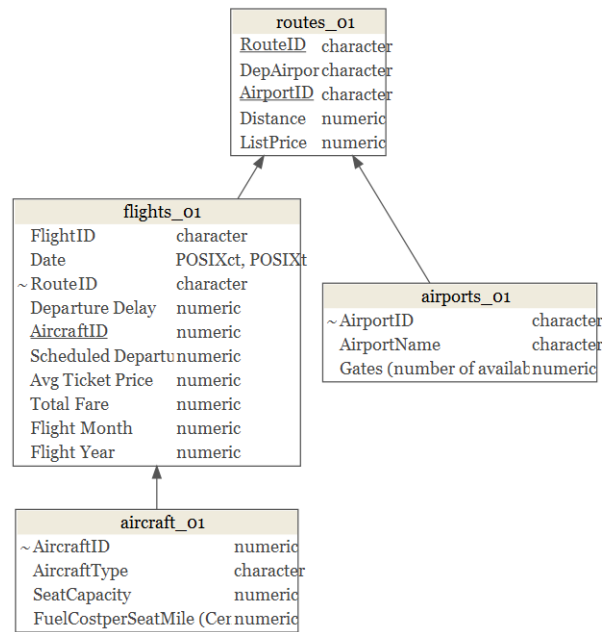 routes_01
RouteID character
DepAirpor character
AirportID character
Distance numeric
ListPrice numeric
flights_01
FlightID character
Date POSIXct, POSIXt
~ RouteID character
Departure Delay numeric
AircraftID numeric
Scheduled Departu numeric
Avg Ticket Price numeric
Total Fare numeric
Flight Month numeric
Flight Year numeric
airports_01
~ AirportID character
AirportName character
Gates (number of availab numeric
aircraft_01
~ AircraftID numeric
AircraftType character
SeatCapacity numeric
FuelCostperSeatMile (Cer numeric